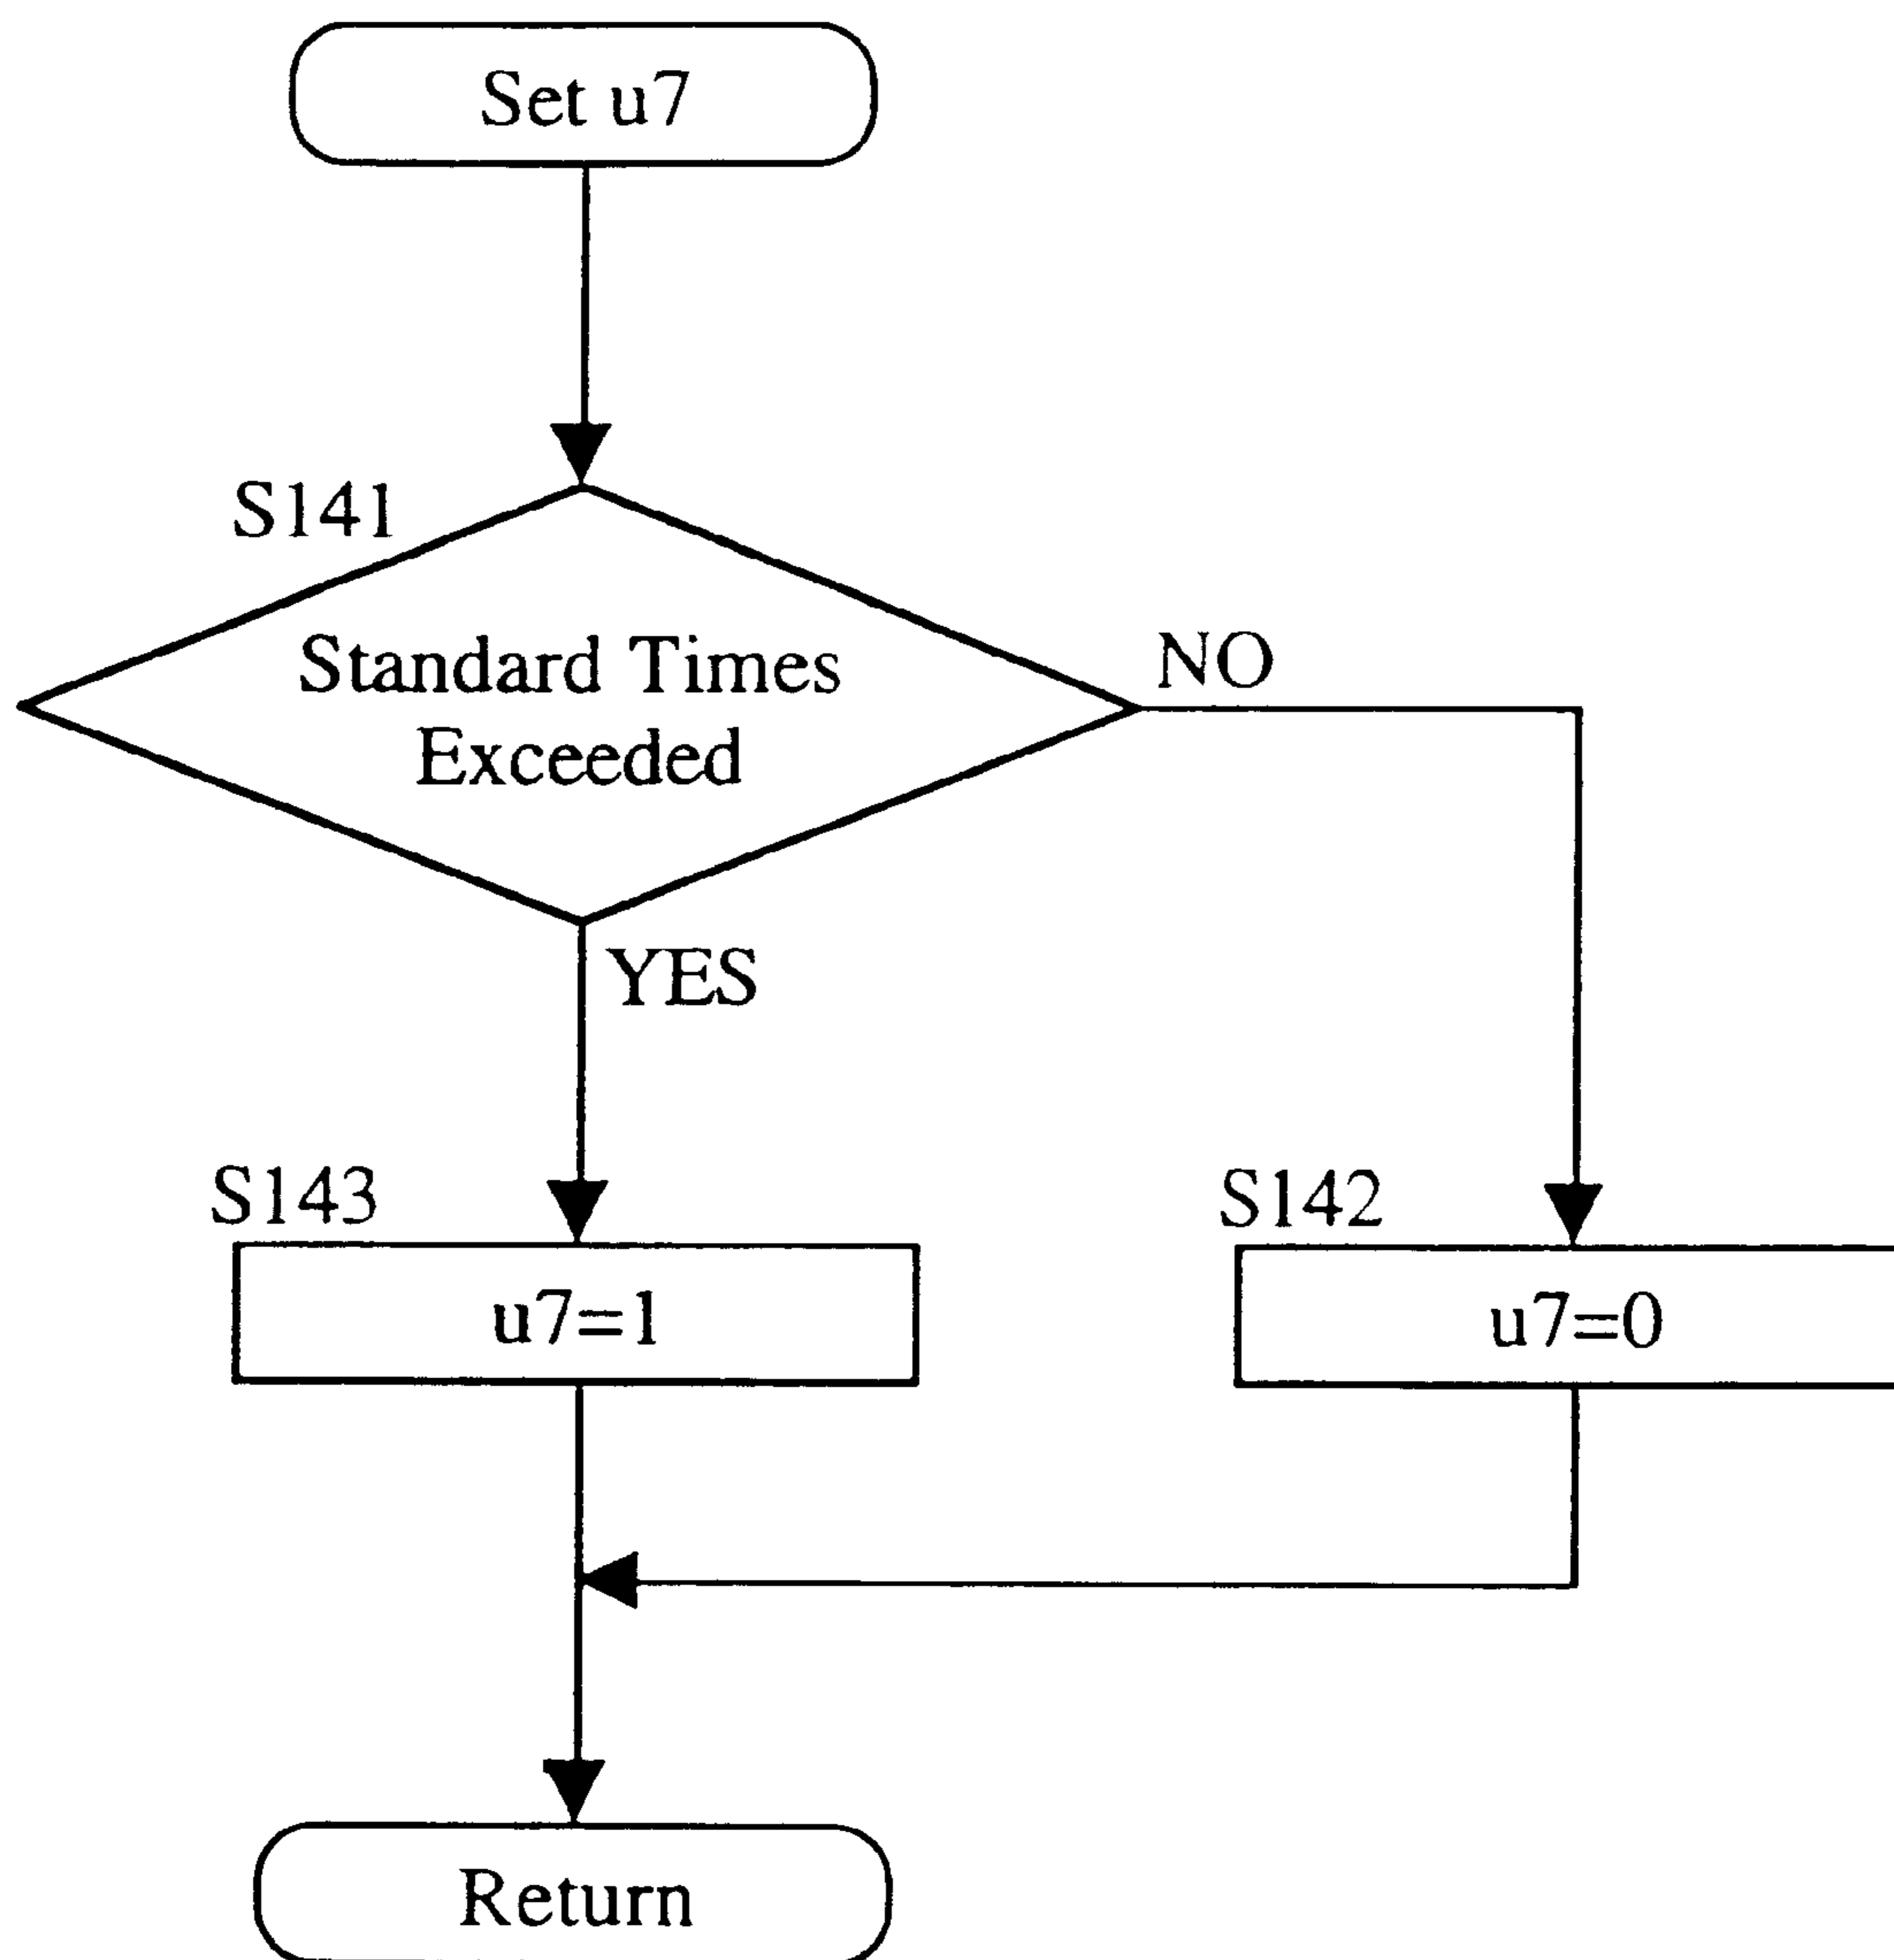 Set u7
S141
Standard Times
Exceeded
NO
YES
S143
S142
u7=1
u7=0
Return